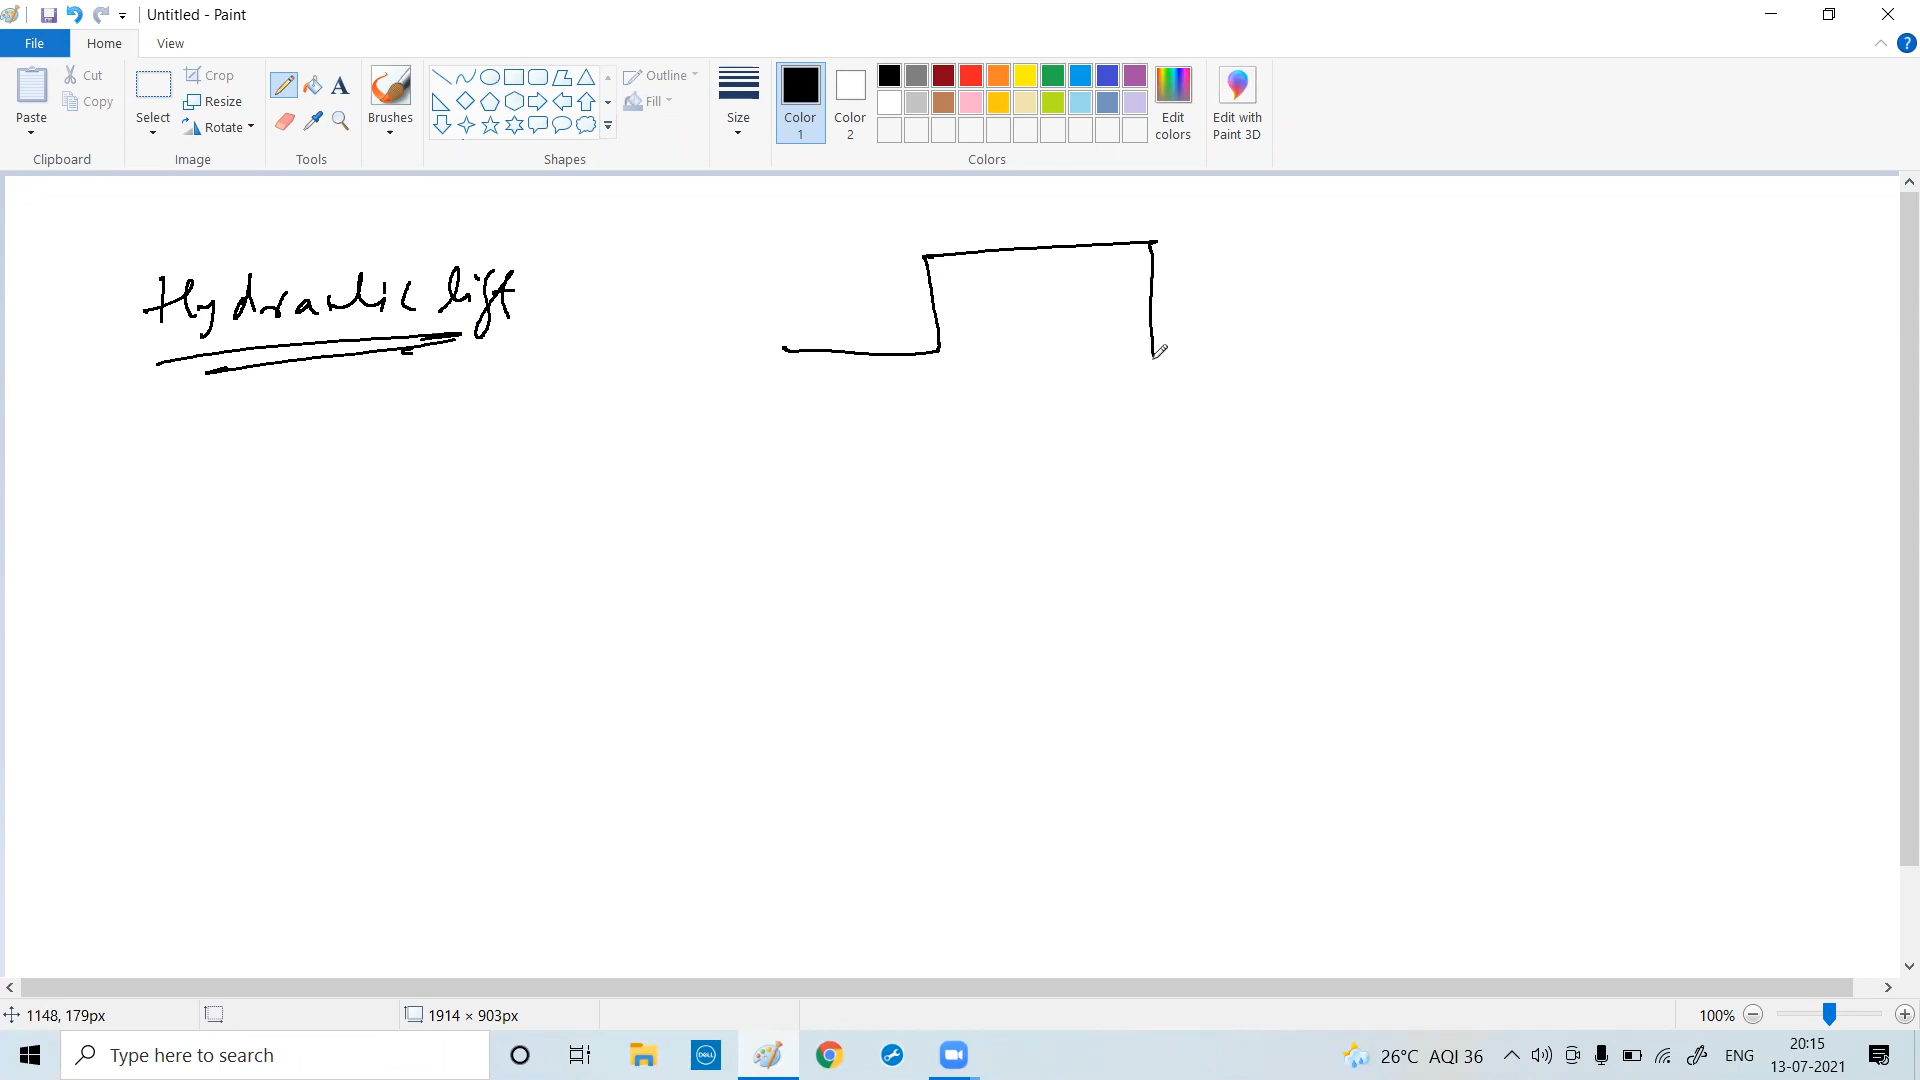 Untitled - Paint
File Home View
Paste Cut Copy Clipboard
Select Crop Resize Rotate Image
Tools
Brushes
Outline Fill Shapes
Size
Color 1 Color 2
Edit colors Colors
Edit with Paint 3D
Hydraulic lift
1148, 179px 1914 × 903px 100%
Type here to search DELL 26°C AQI 36 ENG 20:15
13-07-2021